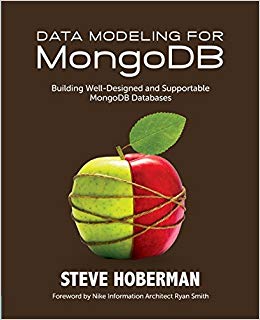 DATA MODELING FOR
MongoDB
Building Well-Designed and Supportable
MongoDB Databases
STEVE HOBERMAN
Foreword by Nike Information Architect Ryan Smith